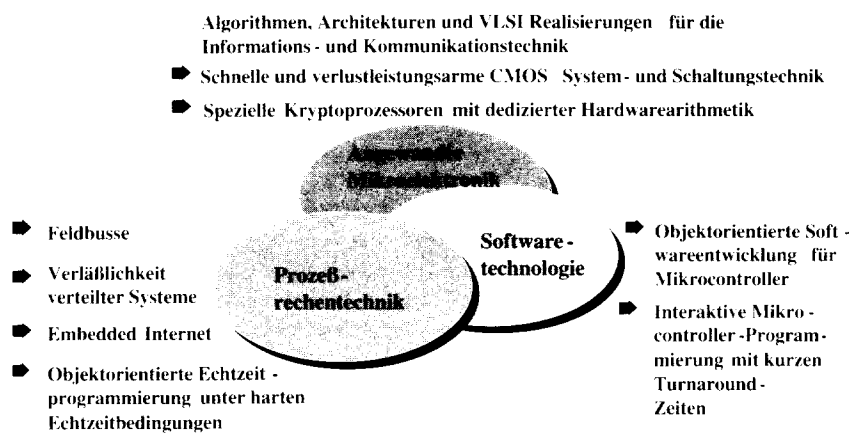 Algorithmen, Architekturen und VLSI Realisierungen für die
Informations- und Kommunikationstechnik
Schnelle und verlustleistungsarme CMOS System- und Schaltungstechnik
Spezielle Kryptoprozessoren mit dedizierter Hardwarearithmetik
Angewandte
Mikroelektronik
Software-
technologie
Prozeß-
rechentechnik
Feldbusse
Verläßlichkeit
verteilter Systeme
Embedded Internet
Objektorientierte Echtzeit-
programmierung unter harten
Echtzeitbedingungen
Objektorientierte Soft-
wareentwicklung für
Mikrocontroller
Interaktive Mikro-
controller-Program-
mierung mit kurzen
Turnaround-
Zeiten